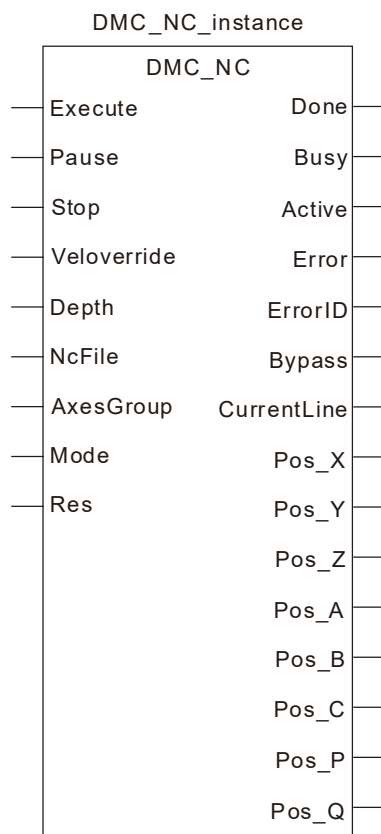 DMC_NC_instance
DMC_NC
Execute Done
Pause Busy
Stop Active
Veloverride Error
Depth ErrorID
NcFile Bypass
AxesGroup CurrentLine
Mode Pos_X
Res Pos_Y
Pos_Z
Pos_A
Pos_B
Pos_C
Pos_P
Pos_Q